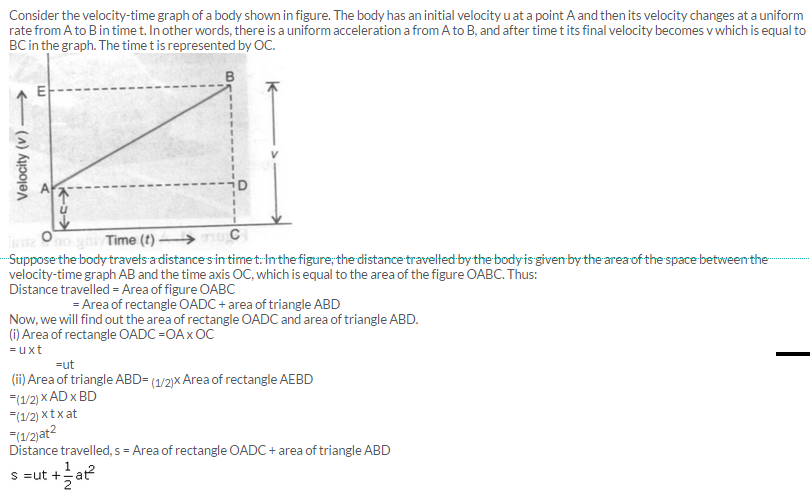 Consider the velocity-time graph of a body shown in figure. The body has an initial velocity u at a point A and then its velocity changes at a uniform
rate from A to B in time t. In other words, there is a uniform acceleration a from A to B, and after time t its final velocity becomes v which is equal to
BC in the graph. The time t is represented by OC.
B
E
Velocity (v)
v
A
D
u
O
Time (t)
C
Suppose the body travels a distance s in time t. In the figure, the distance travelled by the body is given by the area of the space between the
velocity-time graph AB and the time axis OC, which is equal to the area of the figure OABC. Thus:
Distance travelled = Area of figure OABC
= Area of rectangle OADC + area of triangle ABD
Now, we will find out the area of rectangle OADC and area of triangle ABD.
(i) Area of rectangle OADC =OA x OC
= u x t
=ut
(ii) Area of triangle ABD= (1/2)x Area of rectangle AEBD
=(1/2) x AD x BD
=(1/2) x t x at
=(1/2)at²
Distance travelled, s = Area of rectangle OADC + area of triangle ABD
s =ut + 1/2 at²